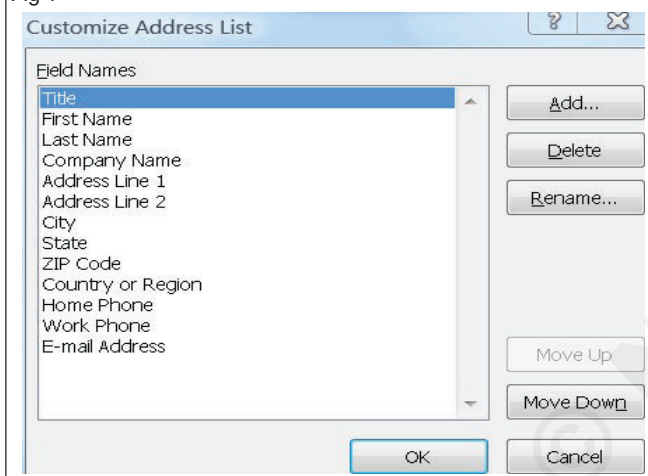 Customize Address List
Field Names
Title
First Name
Last Name
Company Name
Address Line 1
Address Line 2
City
State
ZIP Code
Country or Region
Home Phone
Work Phone
E-mail Address
Add...
Delete
Rename...
Move Up
Move Down
OK
Cancel